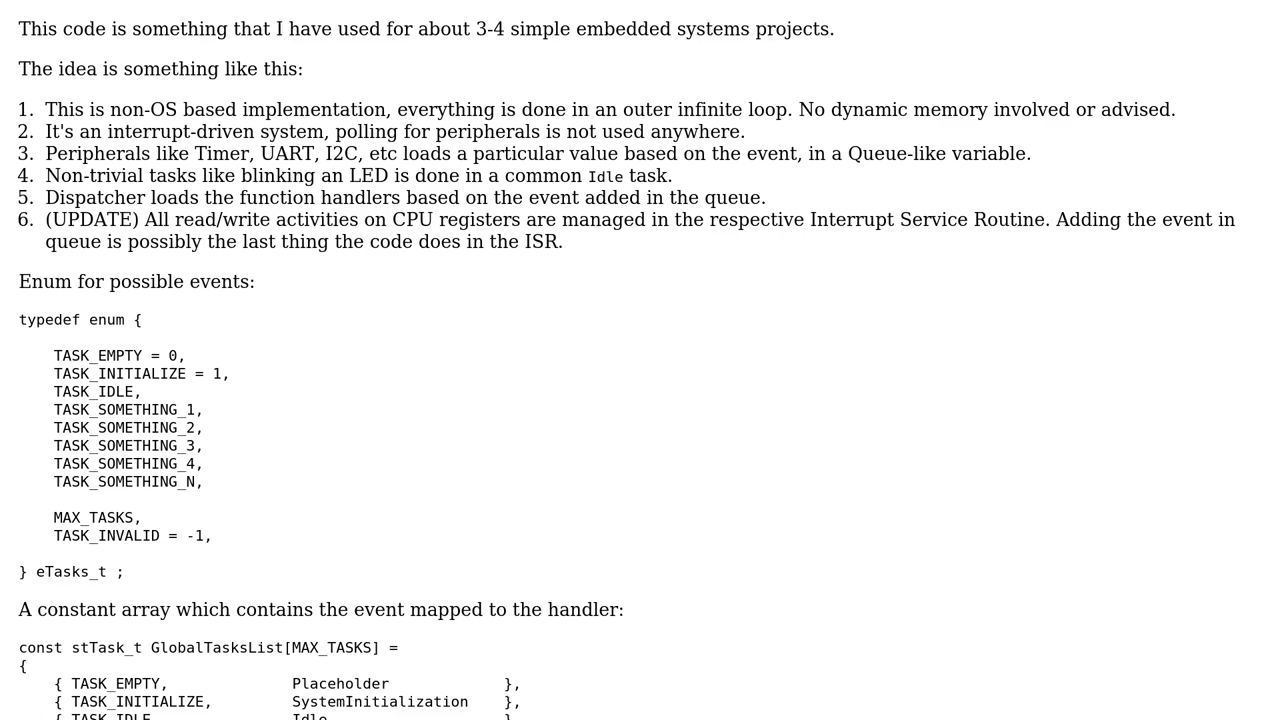 This code is something that I have used for about 3-4 simple embedded systems projects.
The idea is something like this:
1. This is non-OS based implementation, everything is done in an outer infinite loop. No dynamic memory involved or advised.
2. It's an interrupt-driven system, polling for peripherals is not used anywhere.
3. Peripherals like Timer, UART, I2C, etc loads a particular value based on the event, in a Queue-like variable.
4. Non-trivial tasks like blinking an LED is done in a common Idle task.
5. Dispatcher loads the function handlers based on the event added in the queue.
6. (UPDATE) All read/write activities on CPU registers are managed in the respective Interrupt Service Routine. Adding the event in
queue is possibly the last thing the code does in the ISR.
Enum for possible events:
typedef enum {
    TASK_EMPTY = 0,
    TASK_INITIALIZE = 1,
    TASK_IDLE,
    TASK_SOMETHING_1,
    TASK_SOMETHING_2,
    TASK_SOMETHING_3,
    TASK_SOMETHING_4,
    TASK_SOMETHING_N,
    MAX_TASKS,
    TASK_INVALID = -1,
} eTasks_t ;
A constant array which contains the event mapped to the handler:
const stTask_t GlobalTasksList[MAX_TASKS] =
{
    { TASK_EMPTY,              Placeholder             },
    { TASK_INITIALIZE,         SystemInitialization    },
    { TASK_IDLE                Idle                    }